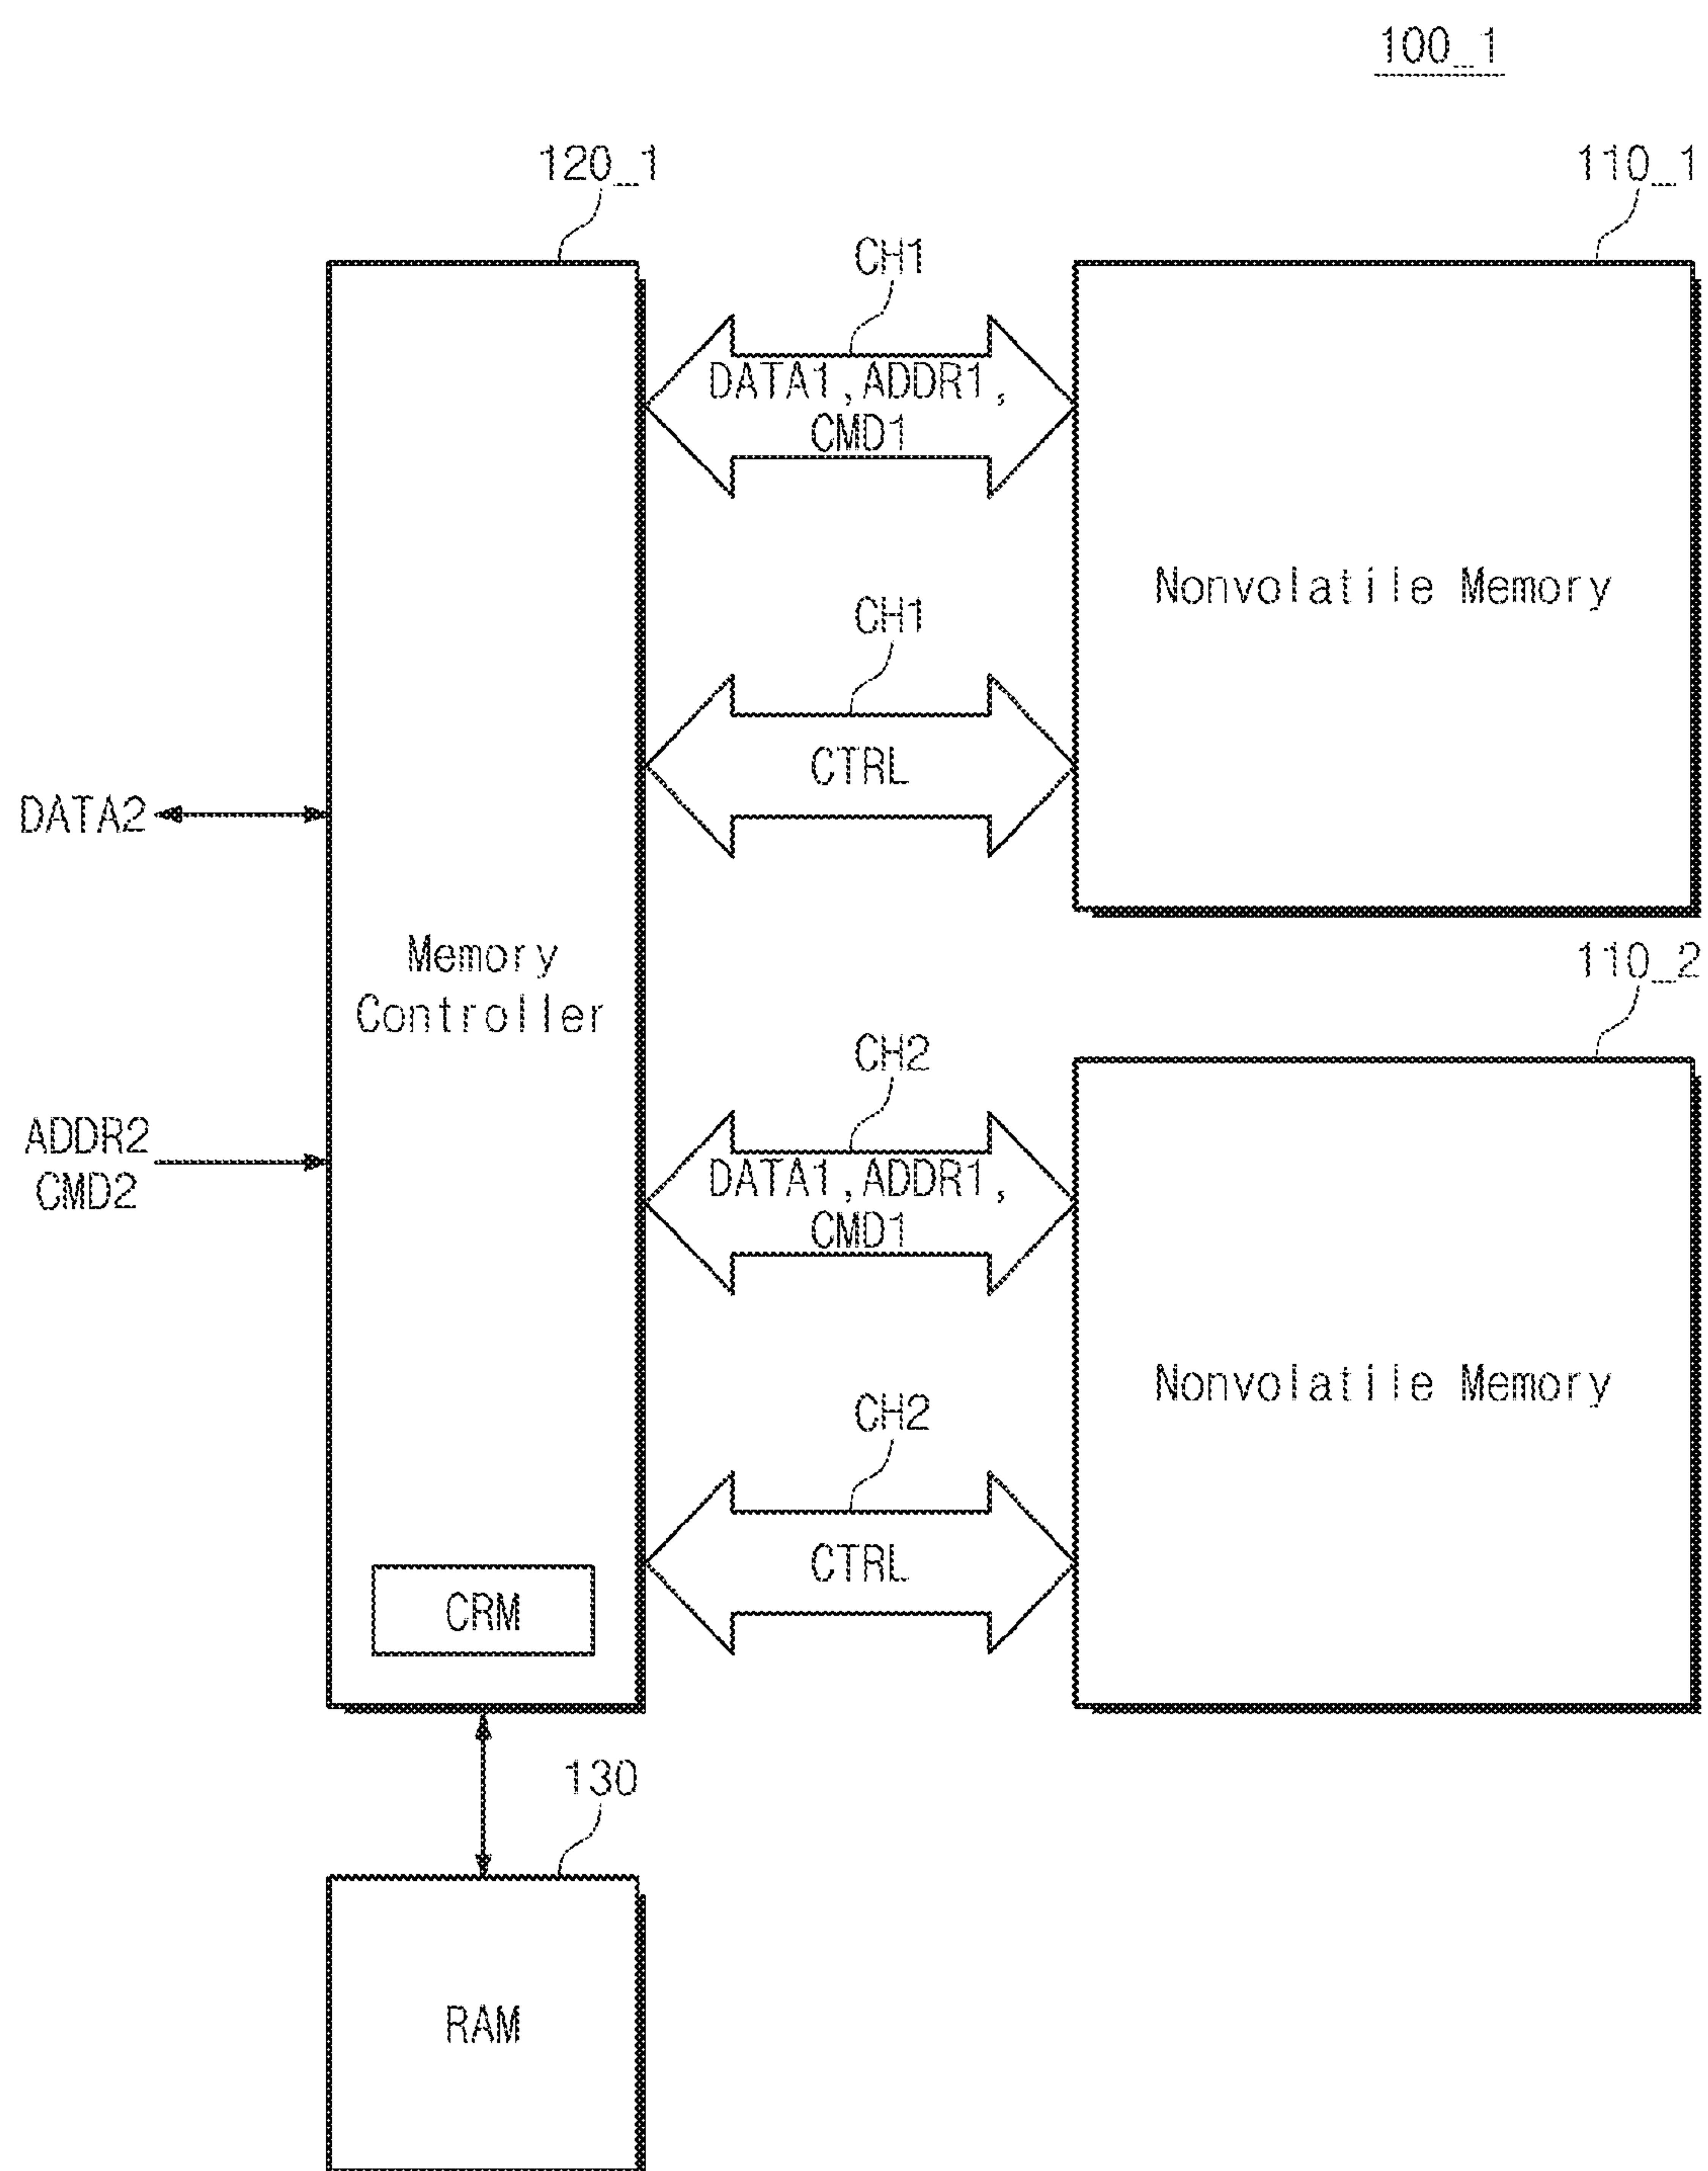 100_1
120_1
110_1
CH1
DATA1,ADDR1,
CMD1
Nonvolatile Memory
CH1
CTRL
DATA2
Memory
Controller
110_2
CH2
ADDR2
CMD2
DATA1,ADDR1,
CMD1
Nonvolatile Memory
CH2
CTRL
CRM
130
RAM